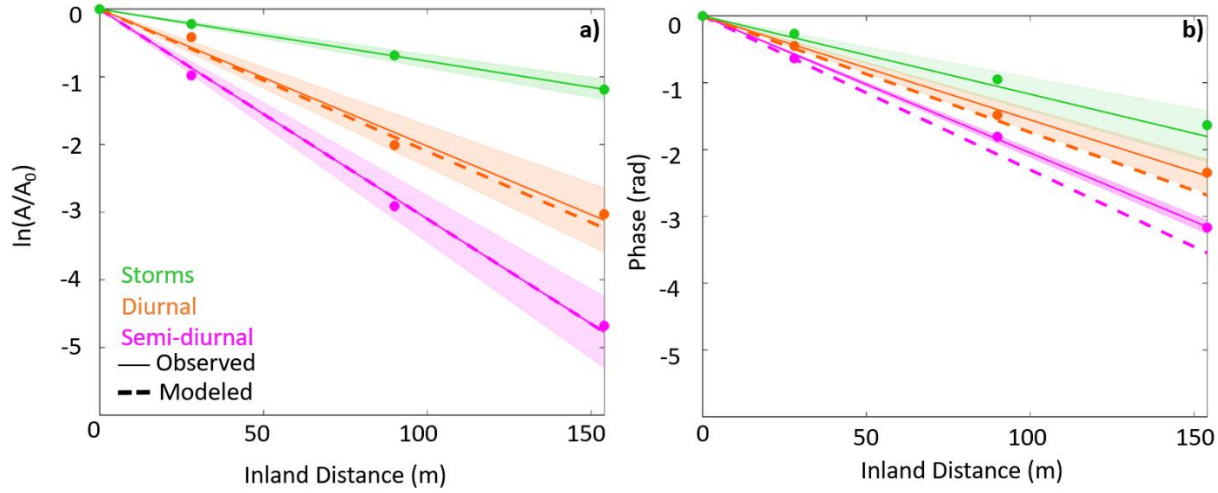 a)
ln(A/A0)
0
-1
-2
-3
-4
-5
Storms
Diurnal
Semi-diurnal
Observed
Modeled
0 50 100 150
Inland Distance (m)
b)
Phase (rad)
0
-1
-2
-3
-4
-5
0 50 100 150
Inland Distance (m)